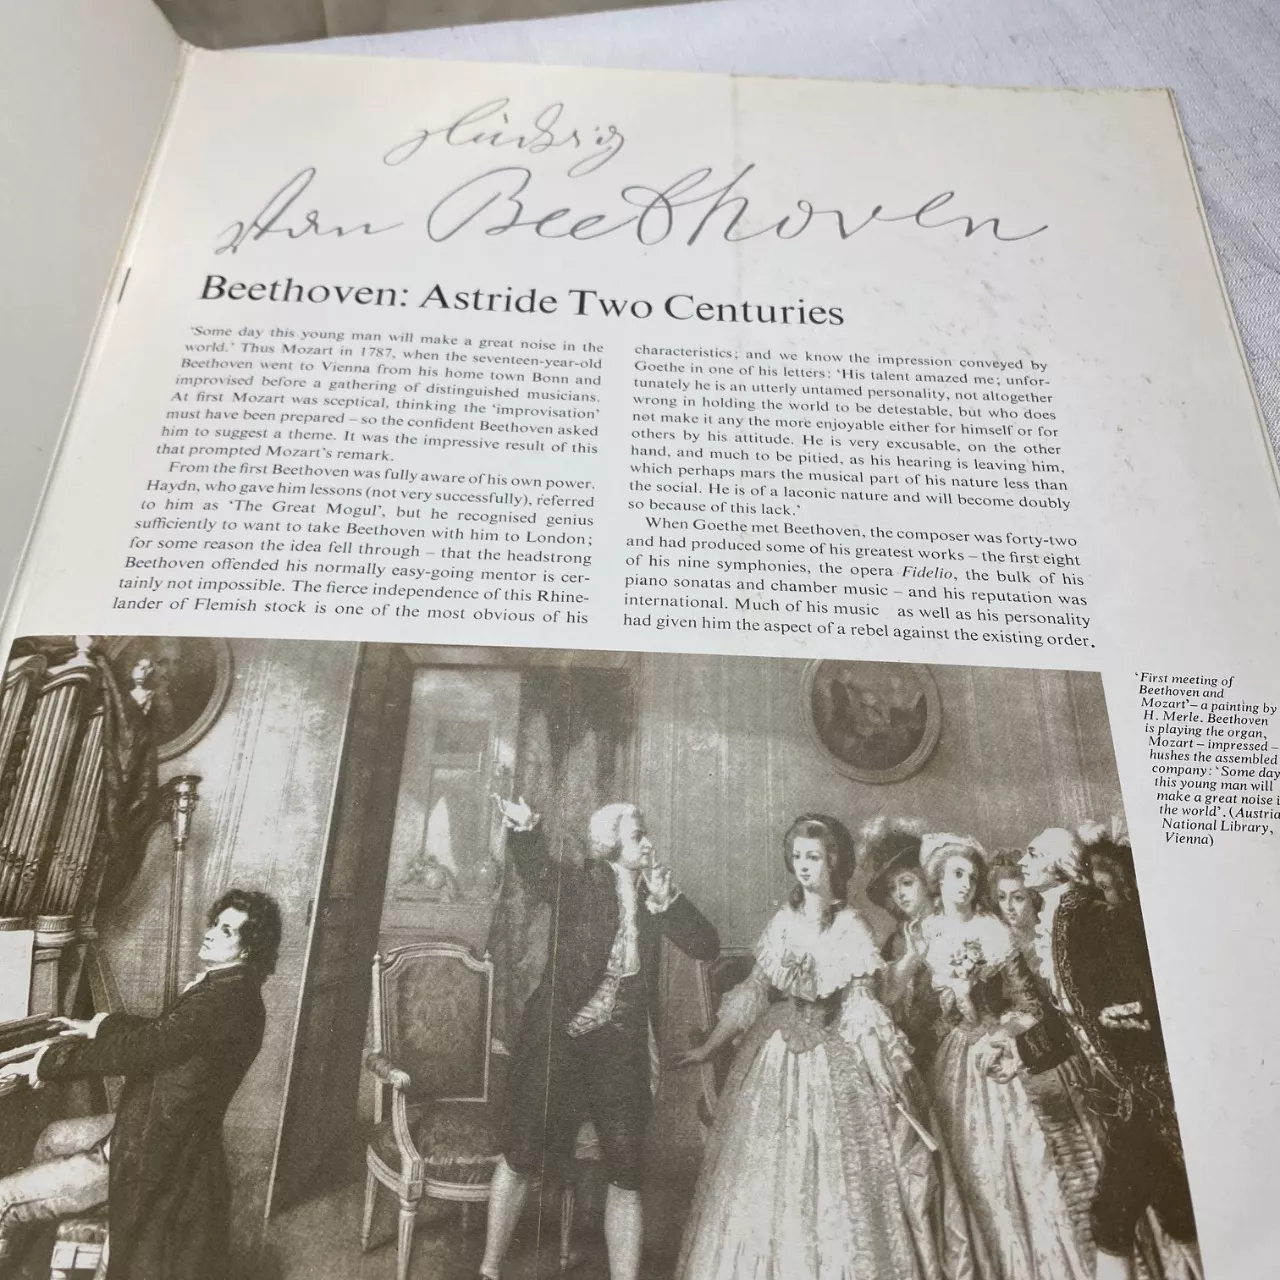 Ludwig
van Beethoven
Beethoven: Astride Two Centuries
‘Some day this young man will make a great noise in the
world.’ Thus Mozart in 1787, when the seventeen-year-old
Beethoven went to Vienna from his home town Bonn and
improvised before a gathering of distinguished musicians.
At first Mozart was sceptical, thinking the ‘improvisation’
must have been prepared – so the confident Beethoven asked
him to suggest a theme. It was the impressive result of this
that prompted Mozart’s remark.
From the first Beethoven was fully aware of his own power.
Haydn, who gave him lessons (not very successfully), referred
to him as ‘The Great Mogul’, but he recognised genius
sufficiently to want to take Beethoven with him to London;
for some reason the idea fell through – that the headstrong
Beethoven offended his normally easy-going mentor is cer-
tainly not impossible. The fierce independence of this Rhine-
lander of Flemish stock is one of the most obvious of his
characteristics; and we know the impression conveyed by
Goethe in one of his letters: ‘His talent amazed me; unfor-
tunately he is an utterly untamed personality, not altogether
wrong in holding the world to be detestable, but who does
not make it any the more enjoyable either for himself or for
others by his attitude. He is very excusable, on the other
hand, and much to be pitied, as his hearing is leaving him,
which perhaps mars the musical part of his nature less than
the social. He is of a laconic nature and will become doubly
so because of this lack.’
When Goethe met Beethoven, the composer was forty-two
and had produced some of his greatest works – the first eight
of his nine symphonies, the opera Fidelio, the bulk of his
piano sonatas and chamber music – and his reputation was
international. Much of his music as well as his personality
had given him the aspect of a rebel against the existing order.
‘First meeting of
Beethoven and
Mozart’ – a painting by
H. Merle. Beethoven
is playing the organ,
Mozart – impressed –
hushes the assembled
company: ‘Some day
this young man will
make a great noise i
the world’. (Austria
National Library,
Vienna)